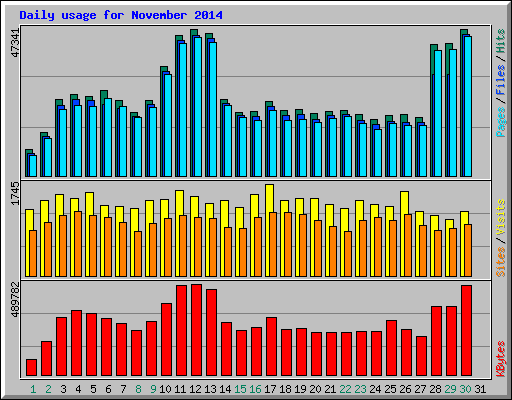 Daily usage for November 2014
47341
Pages / Files / Hits
1745
Sites / Visits
489782
KBytes
1 2 3 4 5 6 7 8 9 10 11 12 13 14 15 16 17 18 19 20 21 22 23 24 25 26 27 28 29 30 31